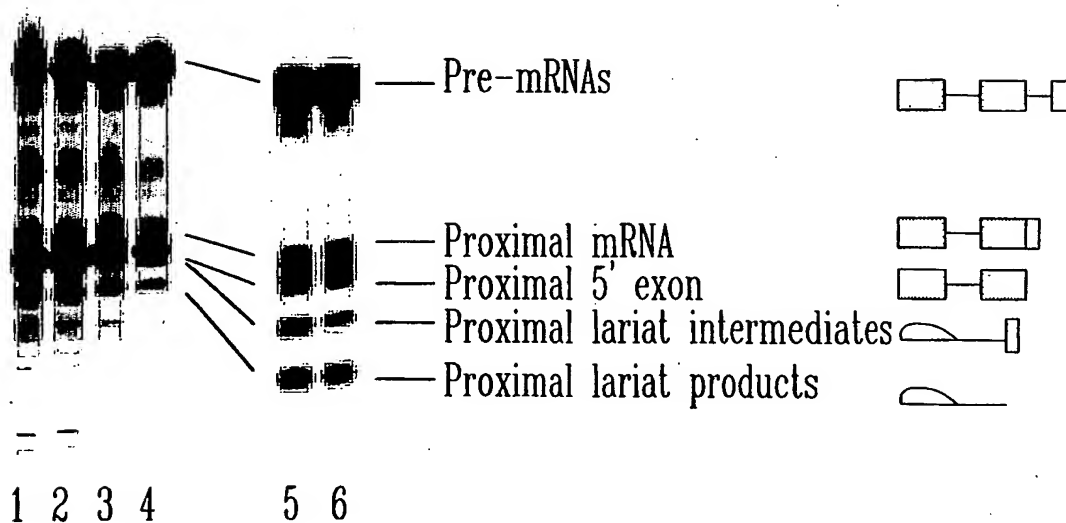 Pre-mRNAs
Proximal mRNA
Proximal 5' exon
Proximal lariat intermediates
Proximal lariat products
1 2 3 4 5 6